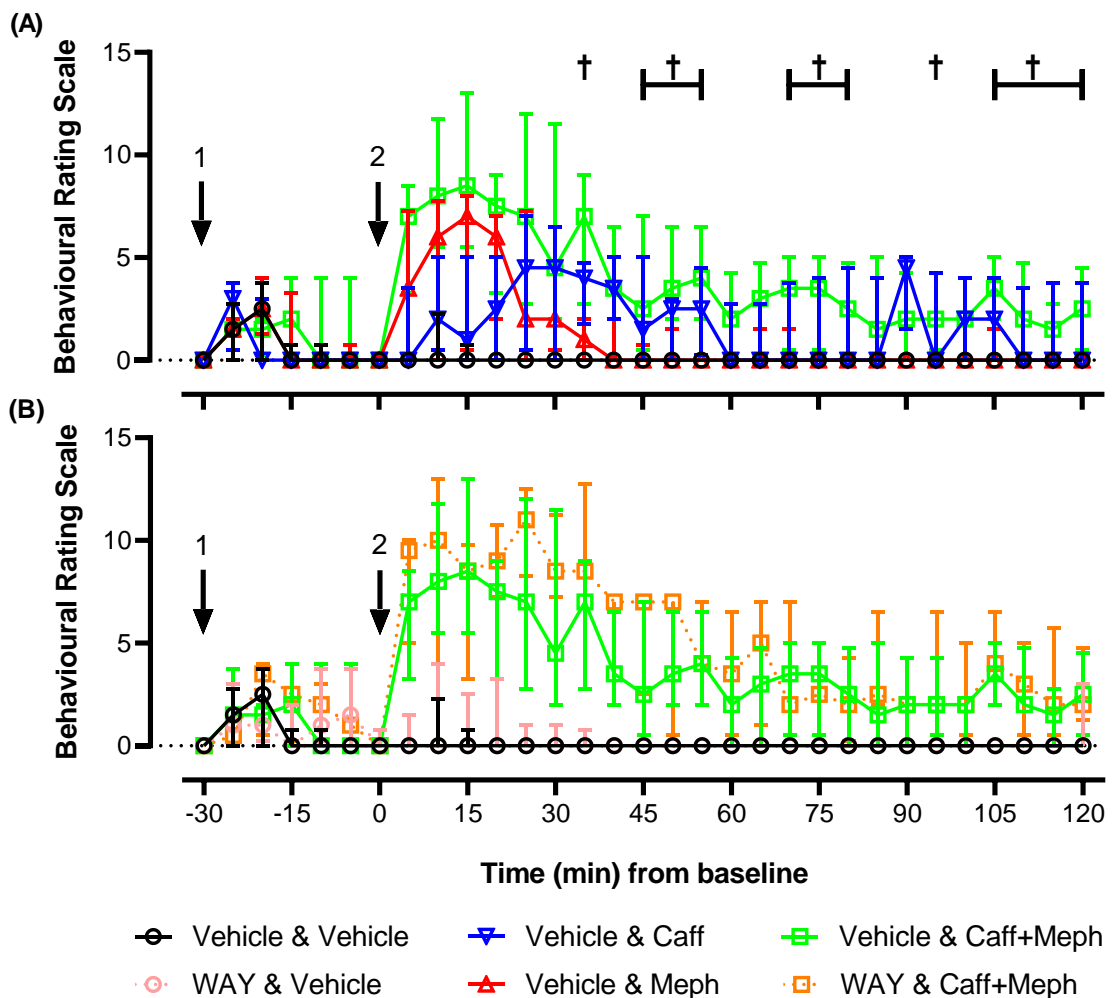 (A)
Behavioural Rating Scale
15
10
5
0
1
2
†
†
†
†
†
(B)
Behavioural Rating Scale
15
10
5
0
1
2
-30
-15
0
15
30
45
60
75
90
105
120
Time (min) from baseline
Vehicle & Vehicle
Vehicle & Caff
Vehicle & Caff+Meph
WAY & Vehicle
Vehicle & Meph
WAY & Caff+Meph